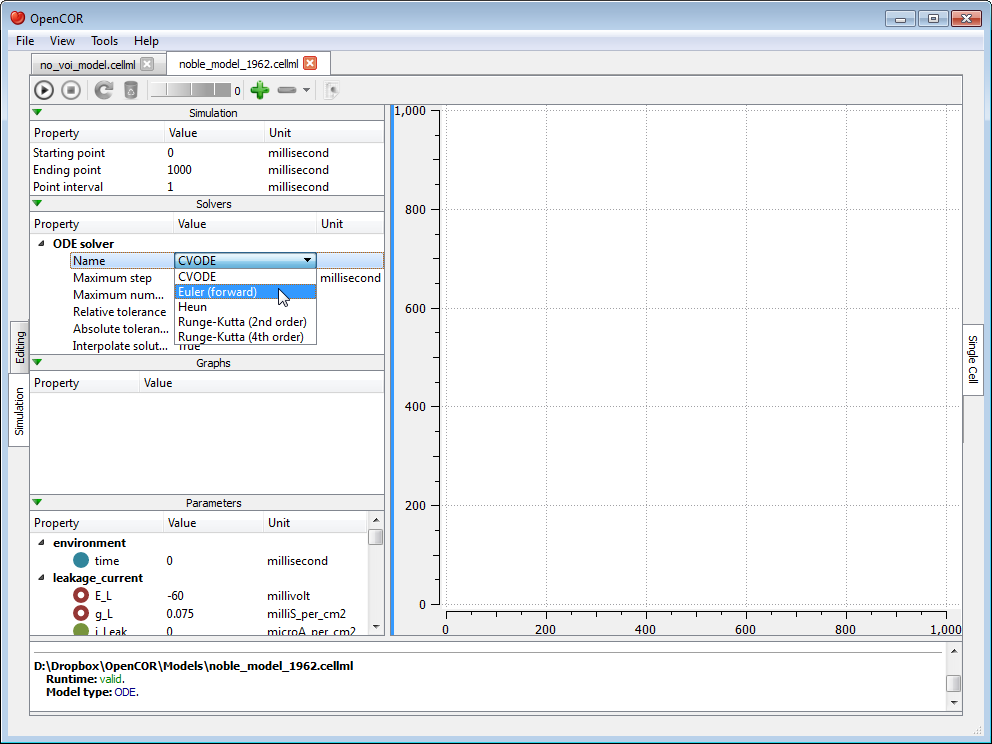 OpenCOR
File View Tools Help
no_voi_model.cellml noble_model_1962.cellml
0
Simulation
Property Value Unit
Starting point 0 millisecond
Ending point 1000 millisecond
Point interval 1 millisecond
Solvers
Property Value Unit
ODE solver
Name CVODE
Maximum step CVODE millisecond
Maximum num... Euler (forward)
Relative tolerance Heun
Absolute toleran... Runge-Kutta (2nd order)
Interpolate solut... Runge-Kutta (4th order)
True
Graphs
Property Value
Parameters
Property Value Unit
environment
time 0 millisecond
leakage_current
E_L -60 millivolt
g_L 0.075 milliS_per_cm2
i_Leak 0 microA_per_cm2
Editing
Simulation
1,000
800
600
400
200
0
0 200 400 600 800 1,000
Single Cell
D:\Dropbox\OpenCOR\Models\noble_model_1962.cellml
Runtime: valid.
Model type: ODE.